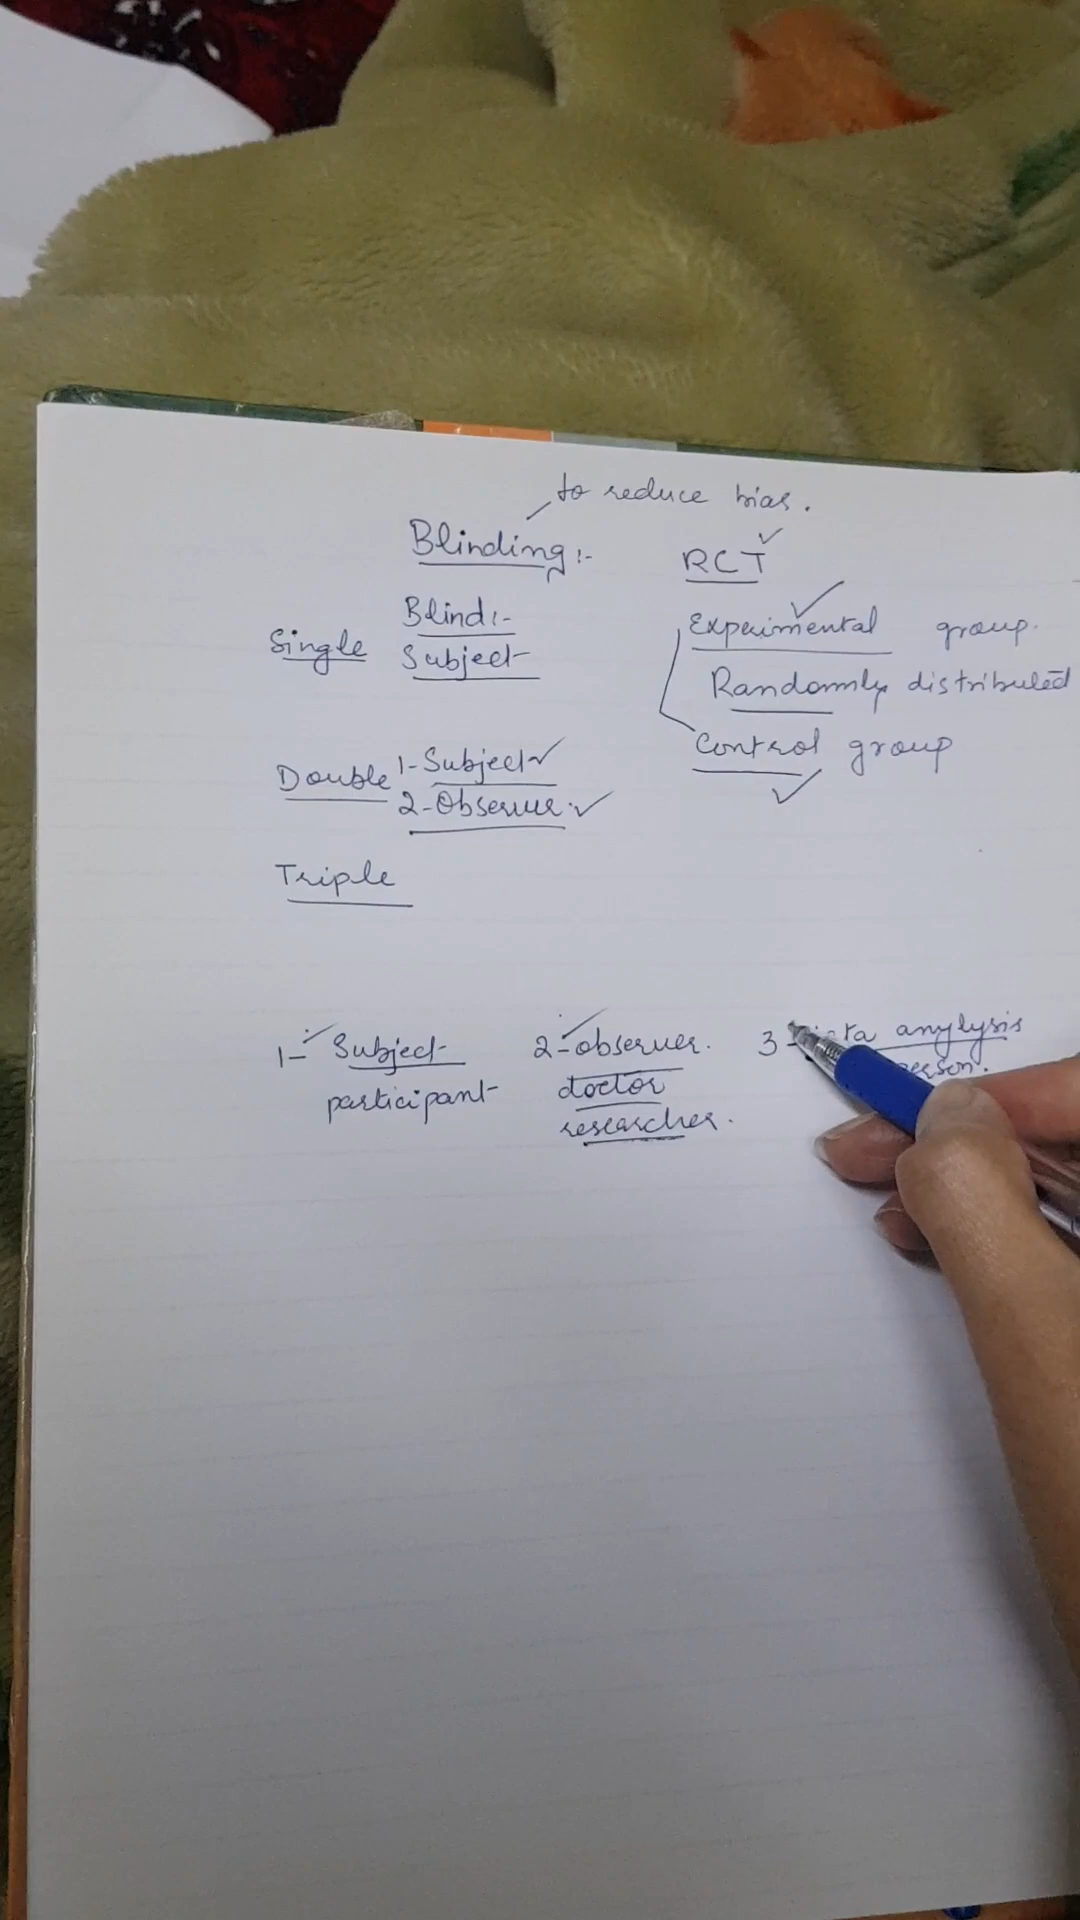 to reduce bias.
Blinding :-
RCT
Single Blind :-
Subject
Experimental group.
Randomly distributed
Control group
Double 1-Subject
2-Observer.
Triple
1- Subject
participant
2-observer.
doctor
researcher.
3- anylysis